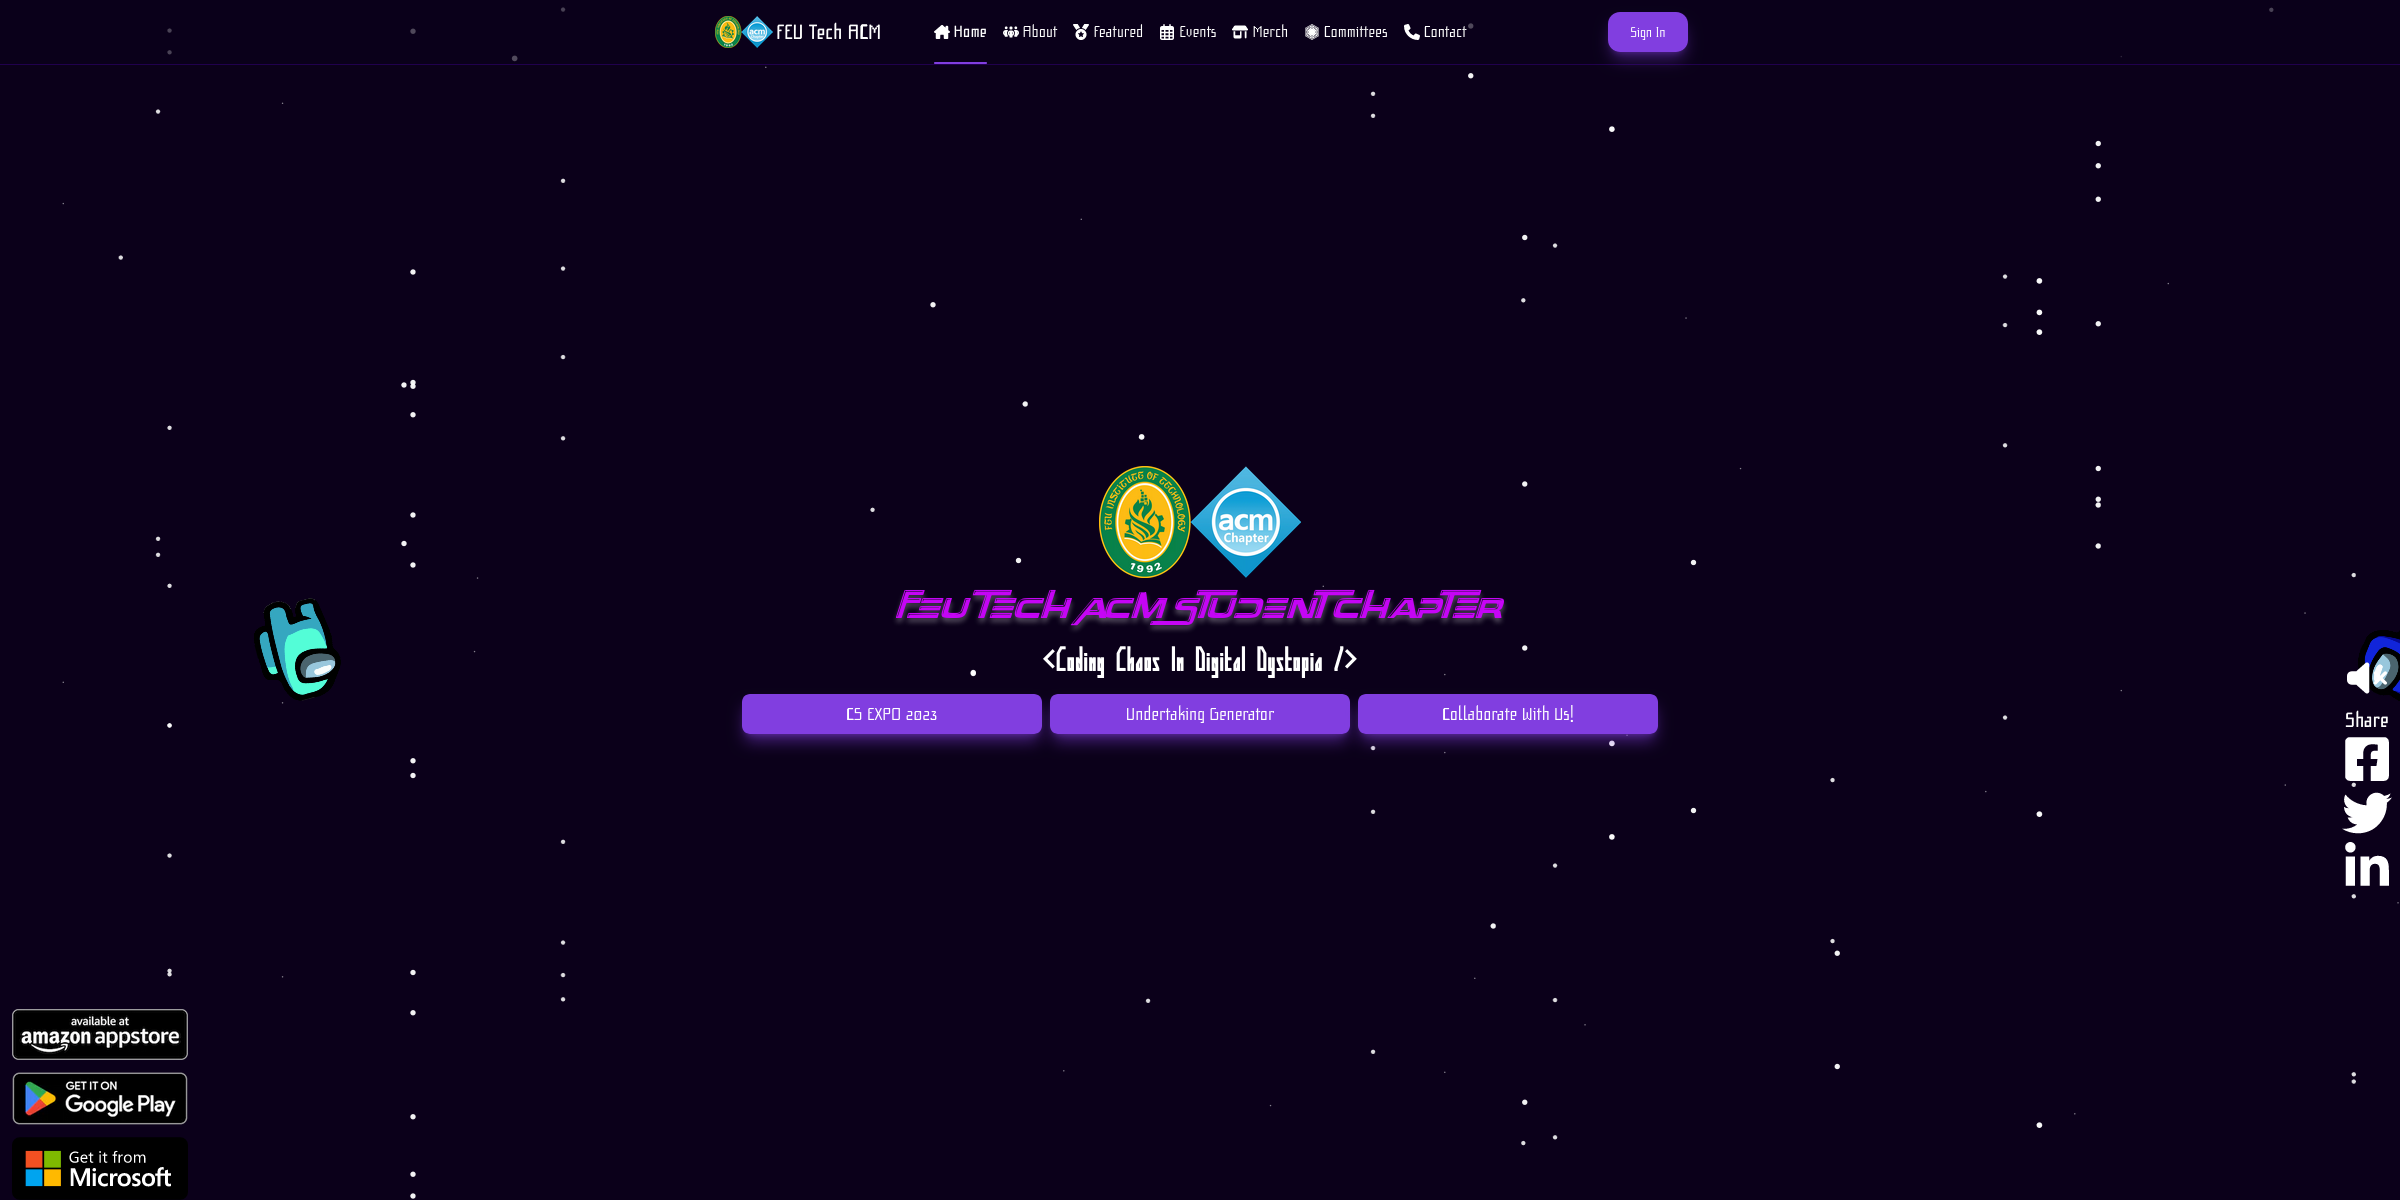 FEU Tech ACM
Home
About
Featured
Events
Merch
Committees
Contact
Sign In
FEU INSTITUTE OF TECHNOLOGY
1992
acm
Chapter
FEU TECH ACM STUDENT CHAPTER
<Coding Chaos In Digital Dystopia />
CS EXPO 2023
Undertaking Generator
Collaborate With Us!
Share
available at
amazon appstore
GET IT ON
Google Play
Get it from
Microsoft